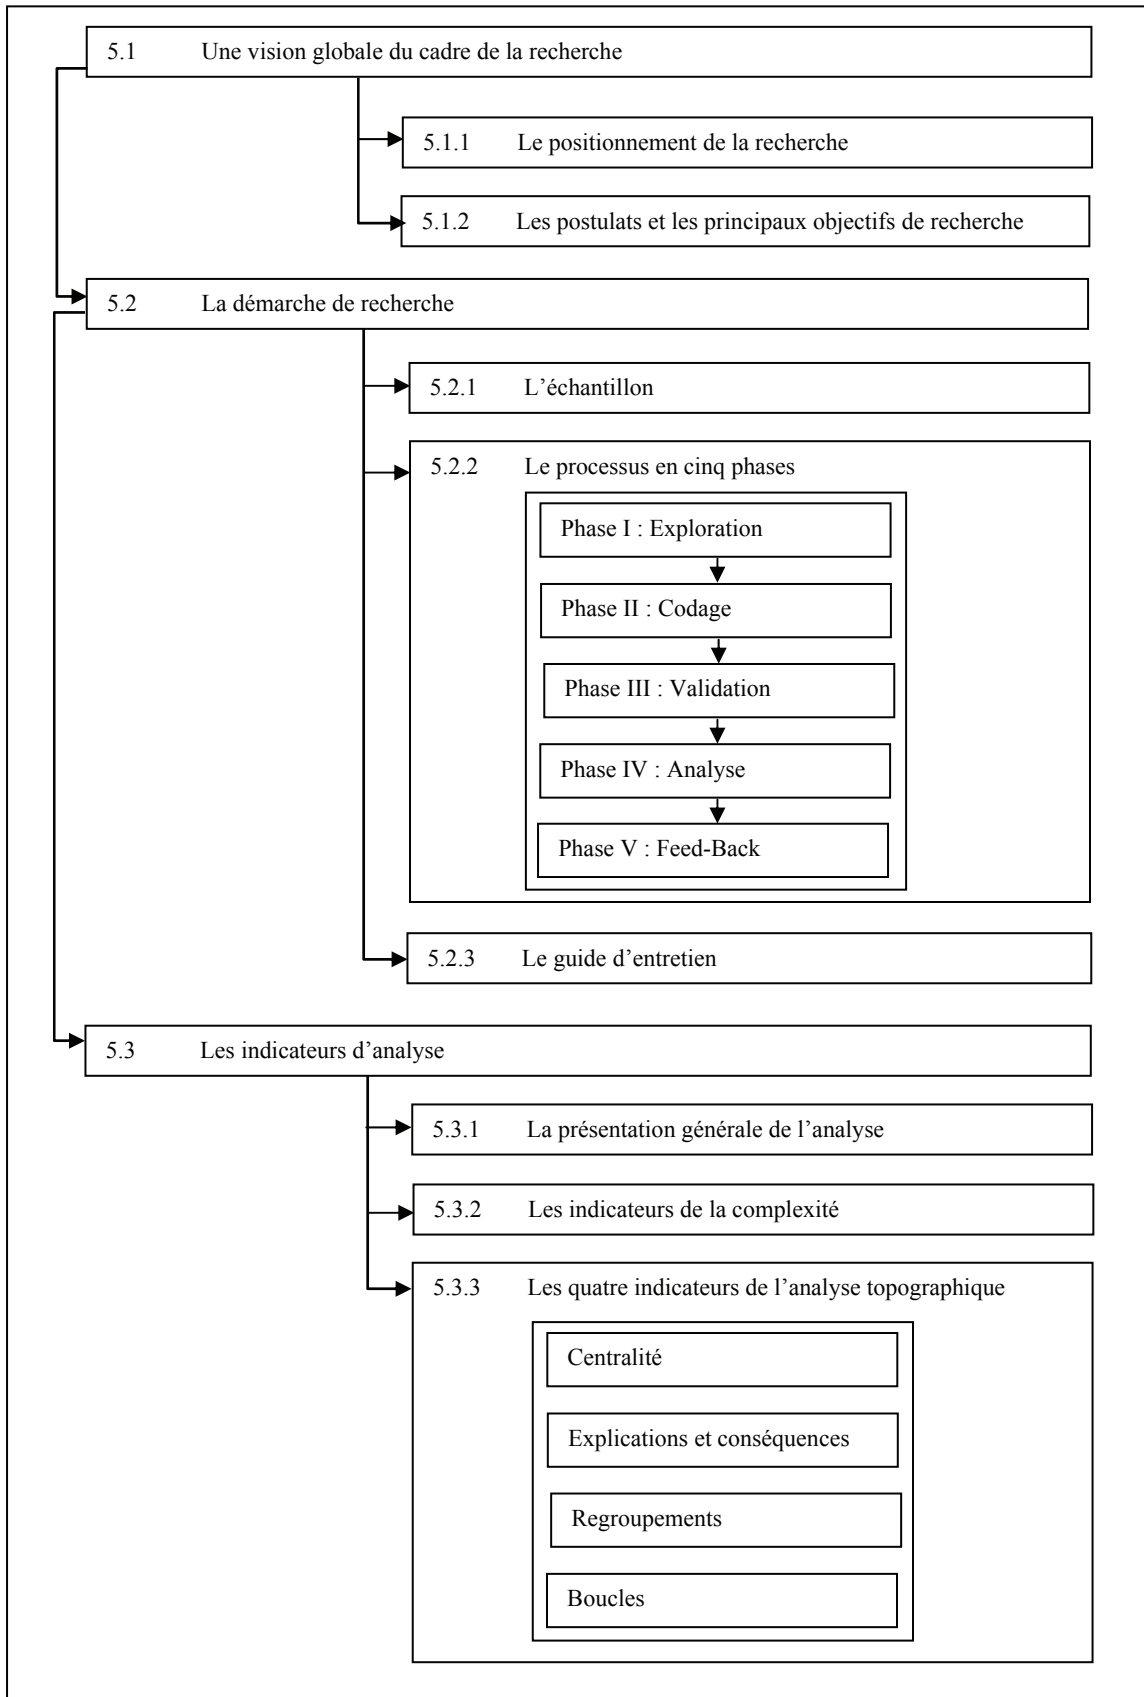 5.1 Une vision globale du cadre de la recherche
5.1.1 Le positionnement de la recherche
5.1.2 Les postulats et les principaux objectifs de recherche
5.2 La démarche de recherche
5.2.1 L’échantillon
5.2.2 Le processus en cinq phases
Phase I : Exploration
Phase II : Codage
Phase III : Validation
Phase IV : Analyse
Phase V : Feed-Back
5.2.3 Le guide d’entretien
5.3 Les indicateurs d’analyse
5.3.1 La présentation générale de l’analyse
5.3.2 Les indicateurs de la complexité
5.3.3 Les quatre indicateurs de l’analyse topographique
Centralité
Explications et conséquences
Regroupements
Boucles